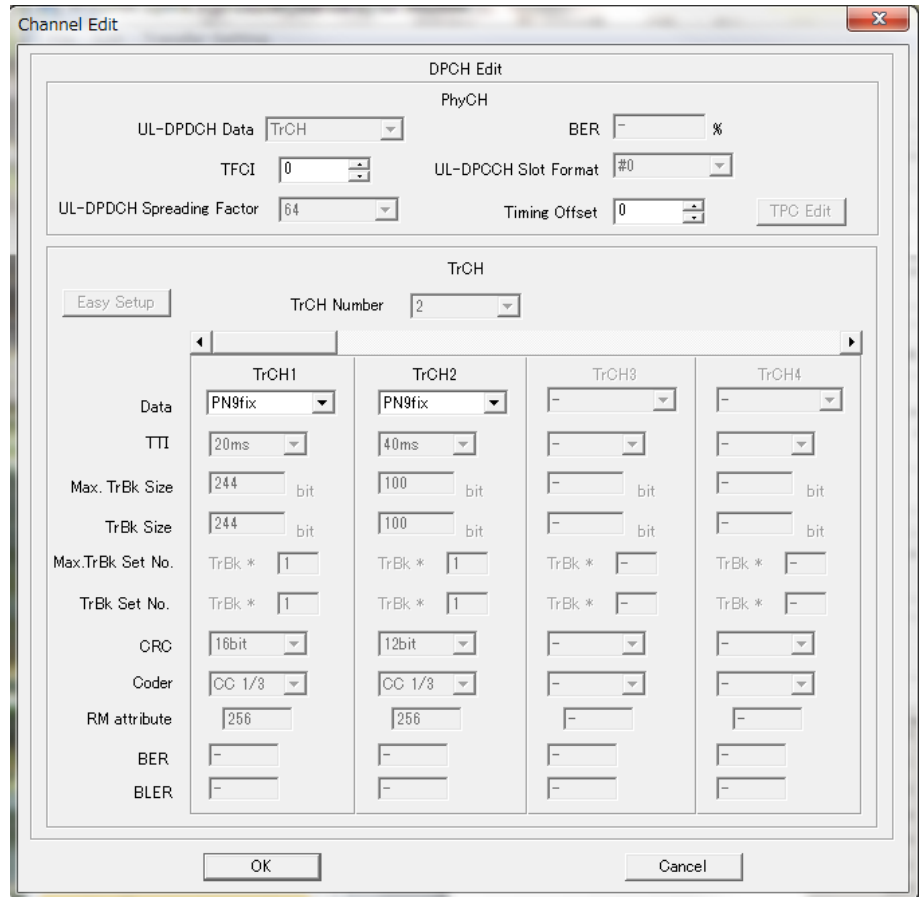 Channel Edit
DPCH Edit
PhyCH
UL-DPDCH Data TrCH BER - %
TFCI 0 UL-DPCCH Slot Format #0
UL-DPDCH Spreading Factor 64 Timing Offset 0 TPC Edit
TrCH
Easy Setup TrCH Number 2
TrCH1 TrCH2 TrCH3 TrCH4
Data PN9fix PN9fix - -
TTI 20ms 40ms - -
Max. TrBk Size 244 bit 100 bit - bit - bit
TrBk Size 244 bit 100 bit - bit - bit
Max.TrBk Set No. TrBk * 1 TrBk * 1 TrBk * - TrBk * -
TrBk Set No. TrBk * 1 TrBk * 1 TrBk * - TrBk * -
CRC 16bit 12bit - -
Coder CC 1/3 CC 1/3 - -
RM attribute 256 256 - -
BER - - - -
BLER - - - -
OK Cancel